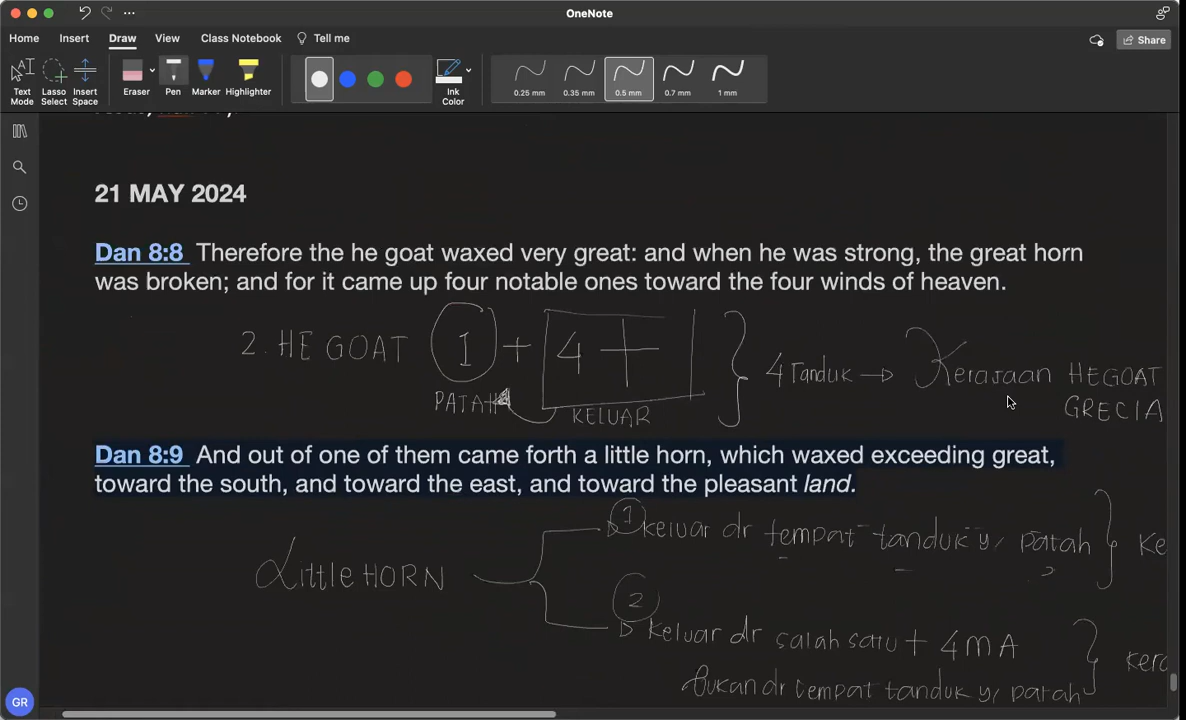 OneNote
Home Insert Draw View Class Notebook Tell me
Share
Text Mode
Lasso Select
Insert Space
Eraser
Pen
Marker
Highlighter
Ink Color
0.25 mm
0.35 mm
0.5 mm
0.7 mm
1 mm
21 MAY 2024
Dan 8:8 Therefore the he goat waxed very great: and when he was strong, the great horn
was broken; and for it came up four notable ones toward the four winds of heaven.
2. HE GOAT 1 + 4 + } 4 Tanduk → Kerajaan HEGOAT
PATAH KELUAR GRECIA
Dan 8:9 And out of one of them came forth a little horn, which waxed exceeding great,
toward the south, and toward the east, and toward the pleasant land.
1 keluar dr tempat tanduk y/ patah } Ke
Little HORN
2
keluar dr salah satu + 4 mA
bukan dr tempat tanduk y/ patah } kera
GR